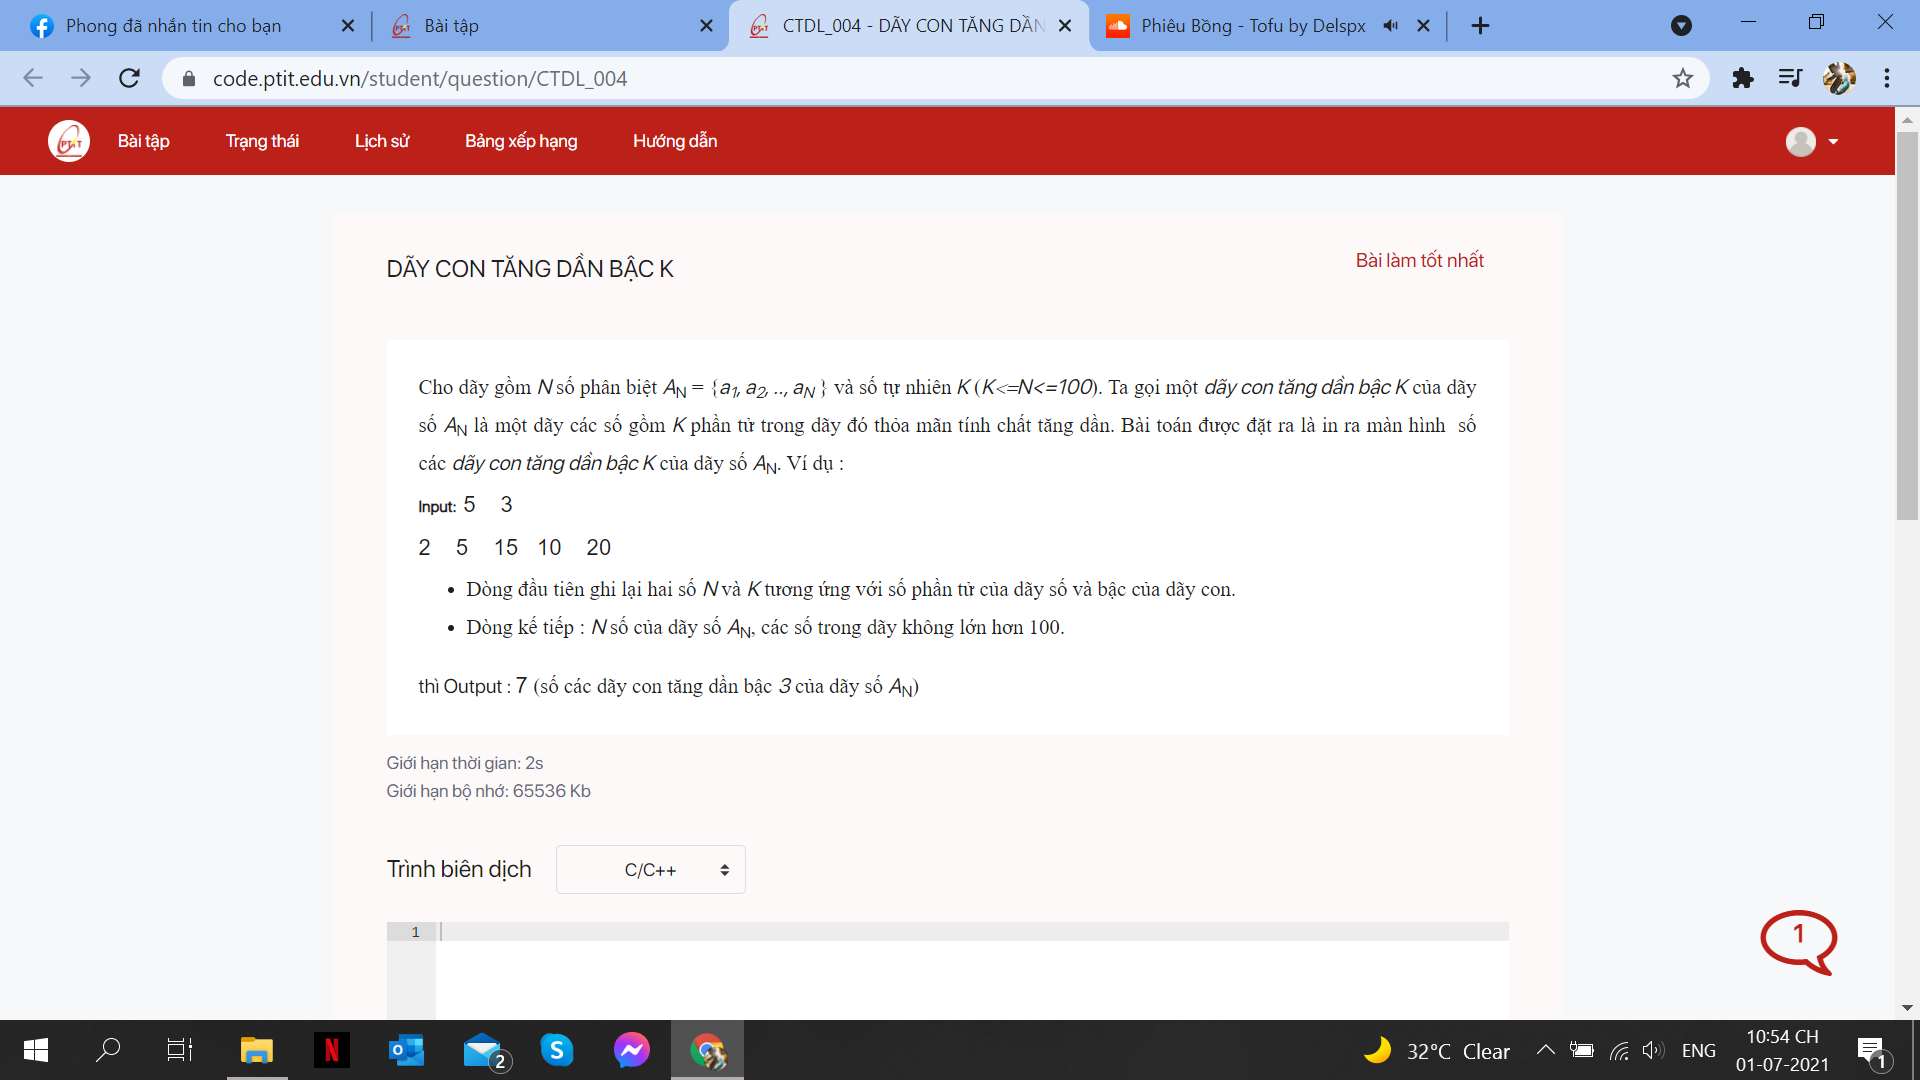 Phong đã nhắn tin cho bạn
Bài tập
CTDL_004 - DÃY CON TĂNG DẦN
Phiêu Bồng - Tofu by Delspx
code.ptit.edu.vn/student/question/CTDL_004
PTIT
Bài tập
Trạng thái
Lịch sử
Bảng xếp hạng
Hướng dẫn
DÃY CON TĂNG DẦN BẬC K
Bài làm tốt nhất
Cho dãy gồm N số phân biệt AN = {a1, a2, .., aN } và số tự nhiên K (K<=N<=100). Ta gọi một dãy con tăng dần bậc K của dãy
số AN là một dãy các số gồm K phần tử trong dãy đó thỏa mãn tính chất tăng dần. Bài toán được đặt ra là in ra màn hình số
các dãy con tăng dần bậc K của dãy số AN. Ví dụ :
Input: 5 3
2 5 15 10 20
• Dòng đầu tiên ghi lại hai số N và K tương ứng với số phần tử của dãy số và bậc của dãy con.
• Dòng kế tiếp : N số của dãy số AN, các số trong dãy không lớn hơn 100.
thì Output : 7 (số các dãy con tăng dần bậc 3 của dãy số AN)
Giới hạn thời gian: 2s
Giới hạn bộ nhớ: 65536 Kb
Trình biên dịch
C/C++
1
1
2
32°C Clear
ENG
10:54 CH
01-07-2021
1